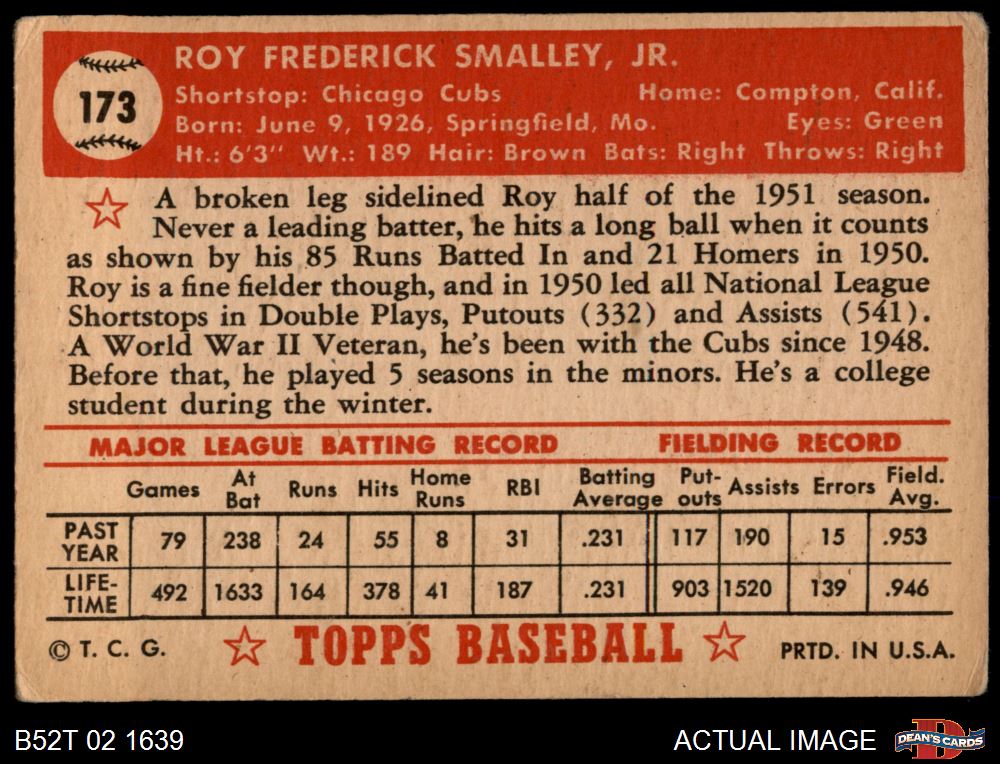 173
ROY FREDERICK SMALLEY, JR.
Shortstop: Chicago Cubs Home: Compton, Calif.
Born: June 9, 1926, Springfield, Mo. Eyes: Green
Ht.: 6'3" Wt.: 189 Hair: Brown Bats: Right Throws: Right
A broken leg sidelined Roy half of the 1951 season.
Never a leading batter, he hits a long ball when it counts
as shown by his 85 Runs Batted In and 21 Homers in 1950.
Roy is a fine fielder though, and in 1950 led all National League
Shortstops in Double Plays, Putouts (332) and Assists (541).
A World War II Veteran, he's been with the Cubs since 1948.
Before that, he played 5 seasons in the minors. He's a college
student during the winter.
MAJOR LEAGUE BATTING RECORD FIELDING RECORD
Games At Bat Runs Hits Home Runs RBI Batting Average Put-outs Assists Errors Field. Avg.
PAST YEAR 79 238 24 55 8 31 .231 117 190 15 .953
LIFE-TIME 492 1633 164 378 41 187 .231 903 1520 139 .946
© T. C. G. TOPPS BASEBALL PRTD. IN U.S.A.
B52T 02 1639 ACTUAL IMAGE DEAN'S CARDS